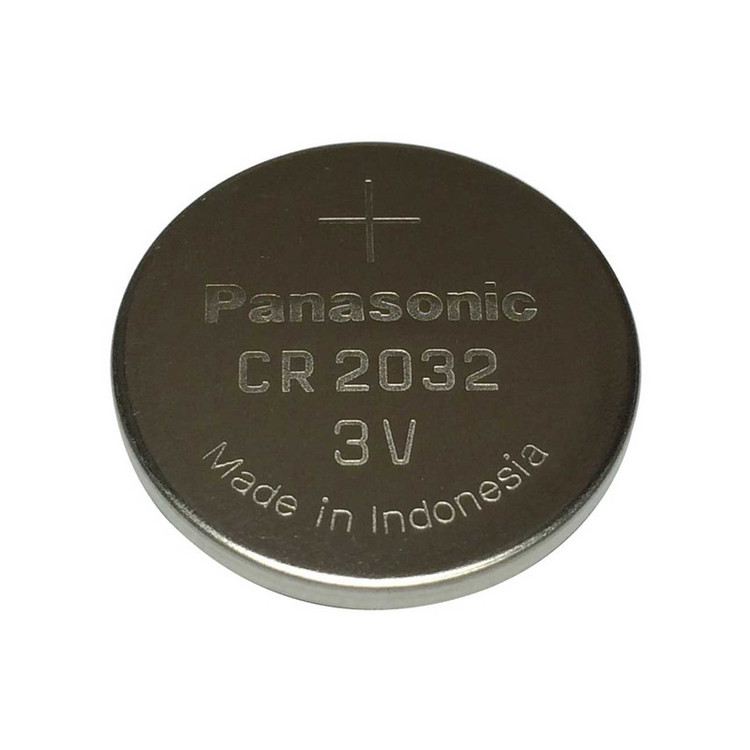 +
Panasonic
CR 2032
3V
Made in Indonesia